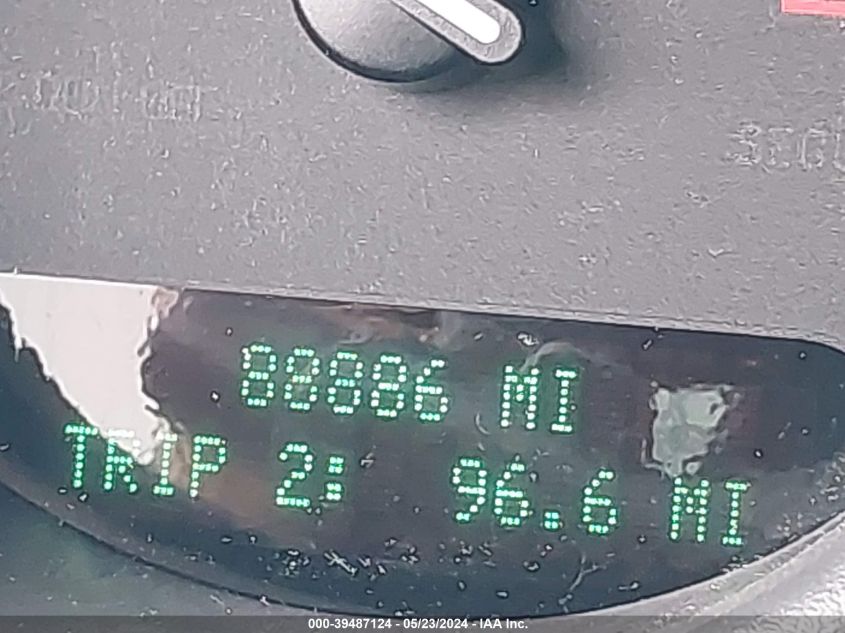 88886 MI
TRIP 2: 96.6 MI
000-39487124 - 05/23/2024 - IAA Inc.